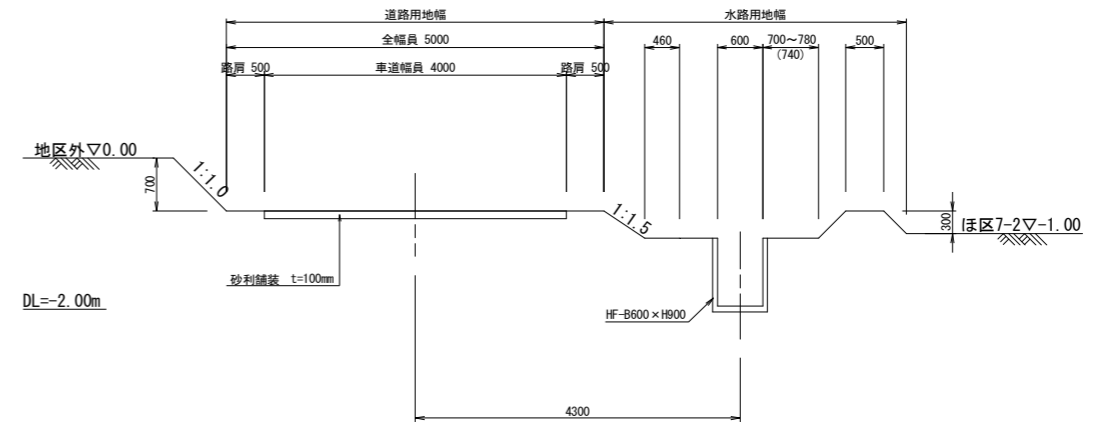 道路用地幅
水路用地幅
全幅員 5000
460
600
700～780
(740)
500
路肩 500
車道幅員 4000
路肩 500
地区外▽0.00
700
1:1.0
1:1.5
300
ほ区7-2▽-1.00
砂利舗装 t=100mm
DL=-2.00m
HF-B600×H900
4300